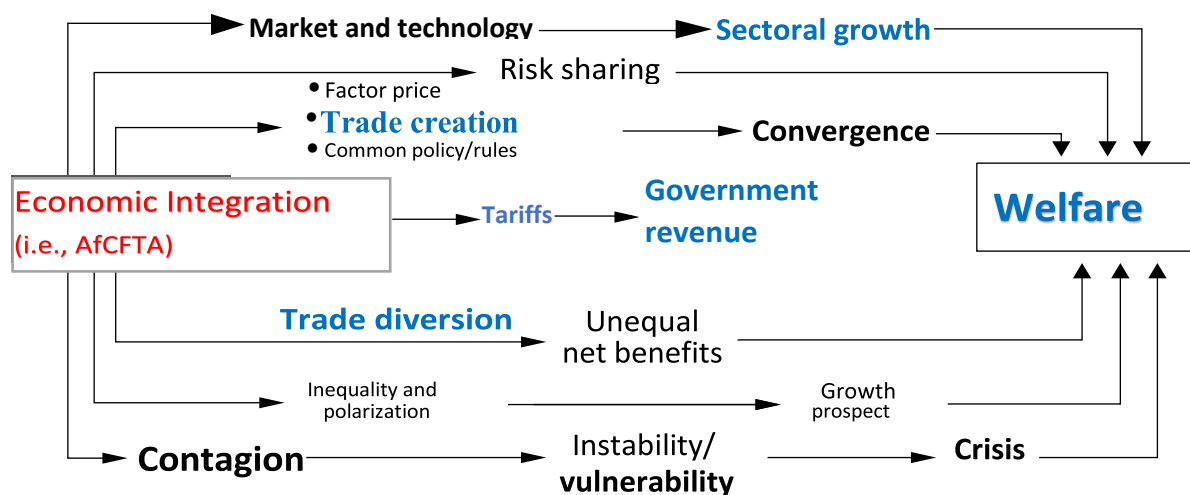 Market and technology
Sectoral growth
Risk sharing
• Factor price
• Trade creation
• Common policy/rules
Convergence
Economic Integration
(i.e., AfCFTA)
Tariffs
Government
revenue
Welfare
Trade diversion
Unequal
net benefits
Inequality and
polarization
Growth
prospect
Contagion
Instability/
vulnerability
Crisis